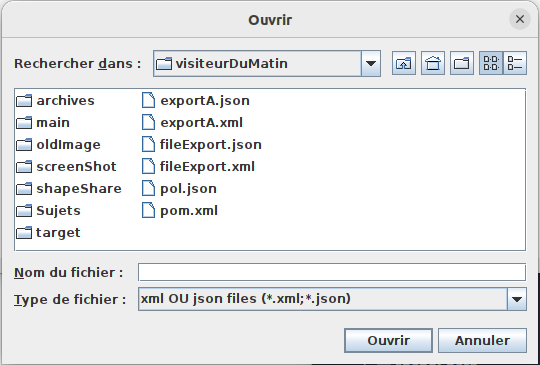 Ouvrir
Rechercher dans : visiteurDuMatin
archives exportA.json
main exportA.xml
oldImage fileExport.json
screenShot fileExport.xml
shapeShare pol.json
Sujets pom.xml
target
Nom du fichier :
Type de fichier : xml OU json files (*.xml;*.json)
Ouvrir Annuler